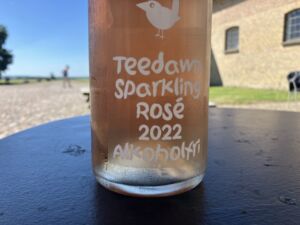 Teedawn
Sparkling
Rosé
2022
Alkoholfri